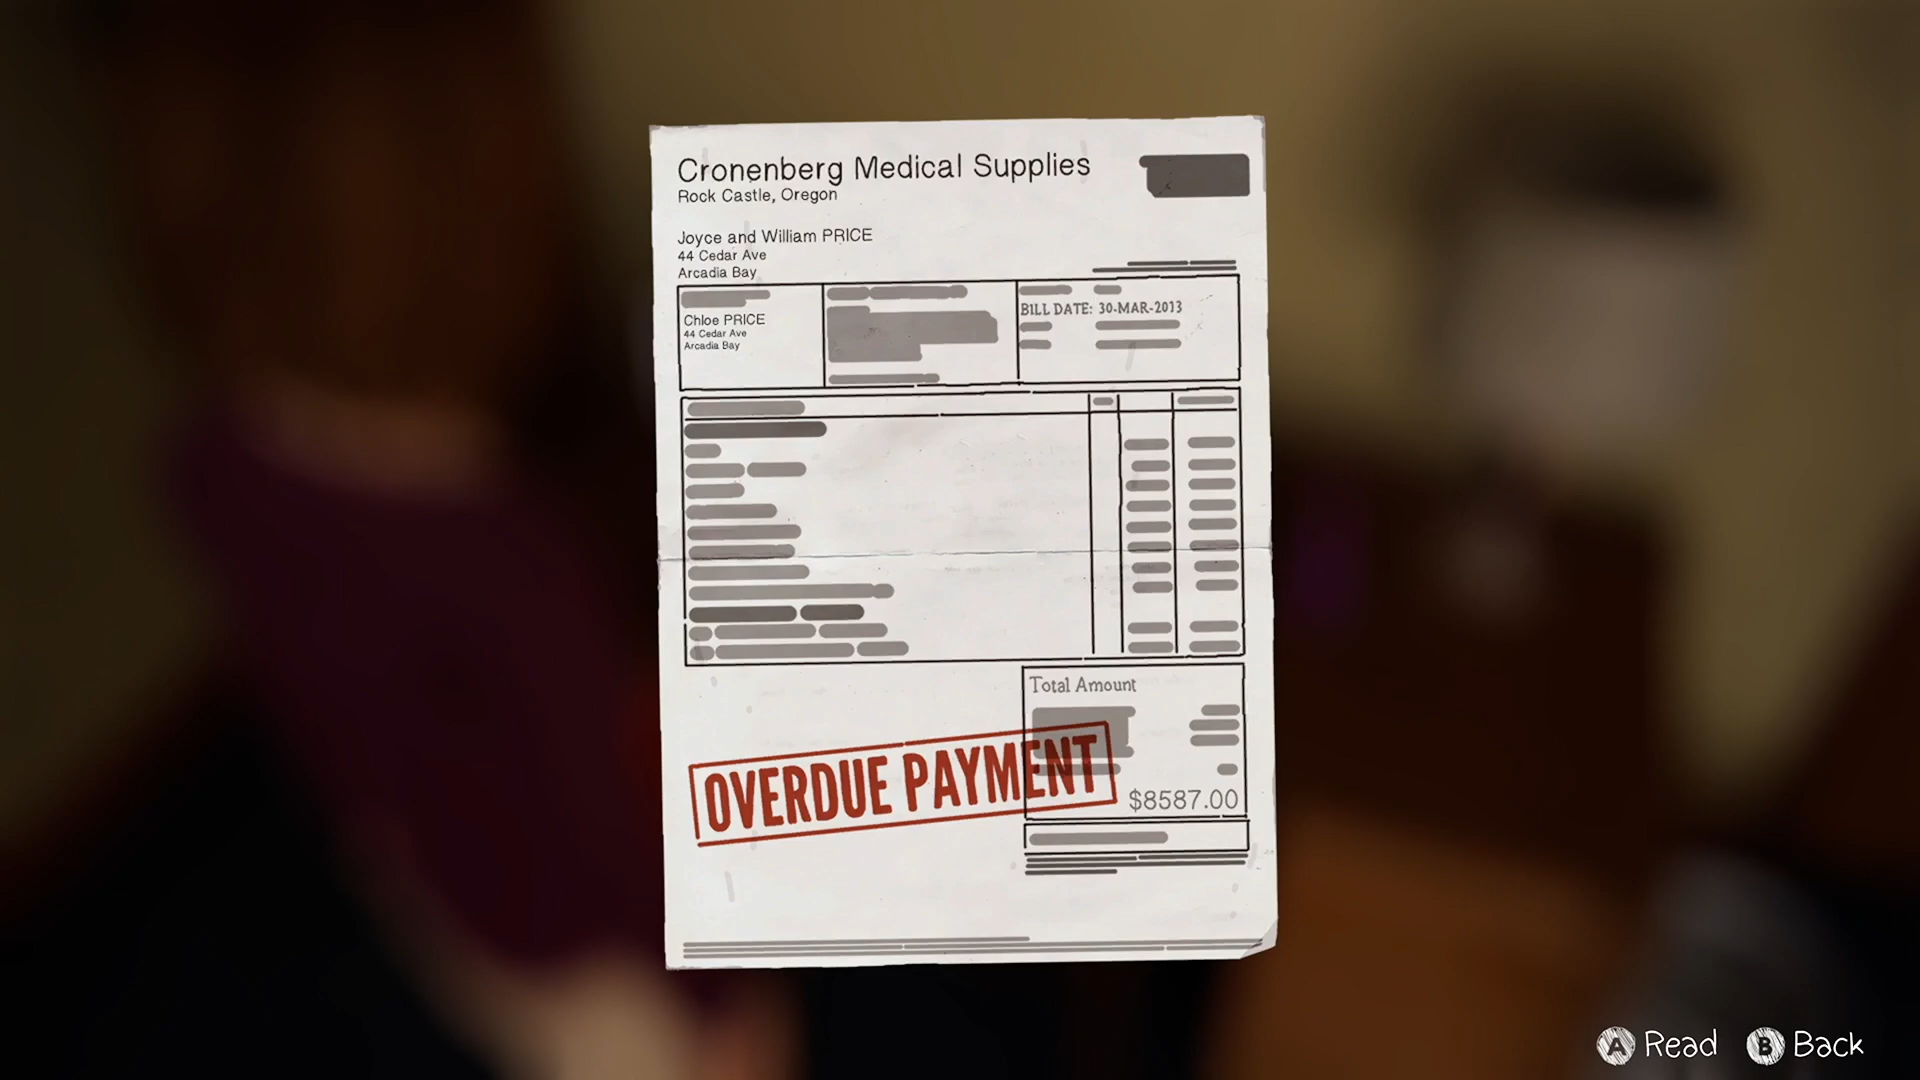 Cronenberg Medical Supplies
Rock Castle, Oregon
Joyce and William PRICE
44 Cedar Ave
Arcadia Bay
Chloe PRICE
44 Cedar Ave
Arcadia Bay
BILL DATE: 30-MAR-2013
Total Amount
OVERDUE PAYMENT
$8587.00
A Read B Back